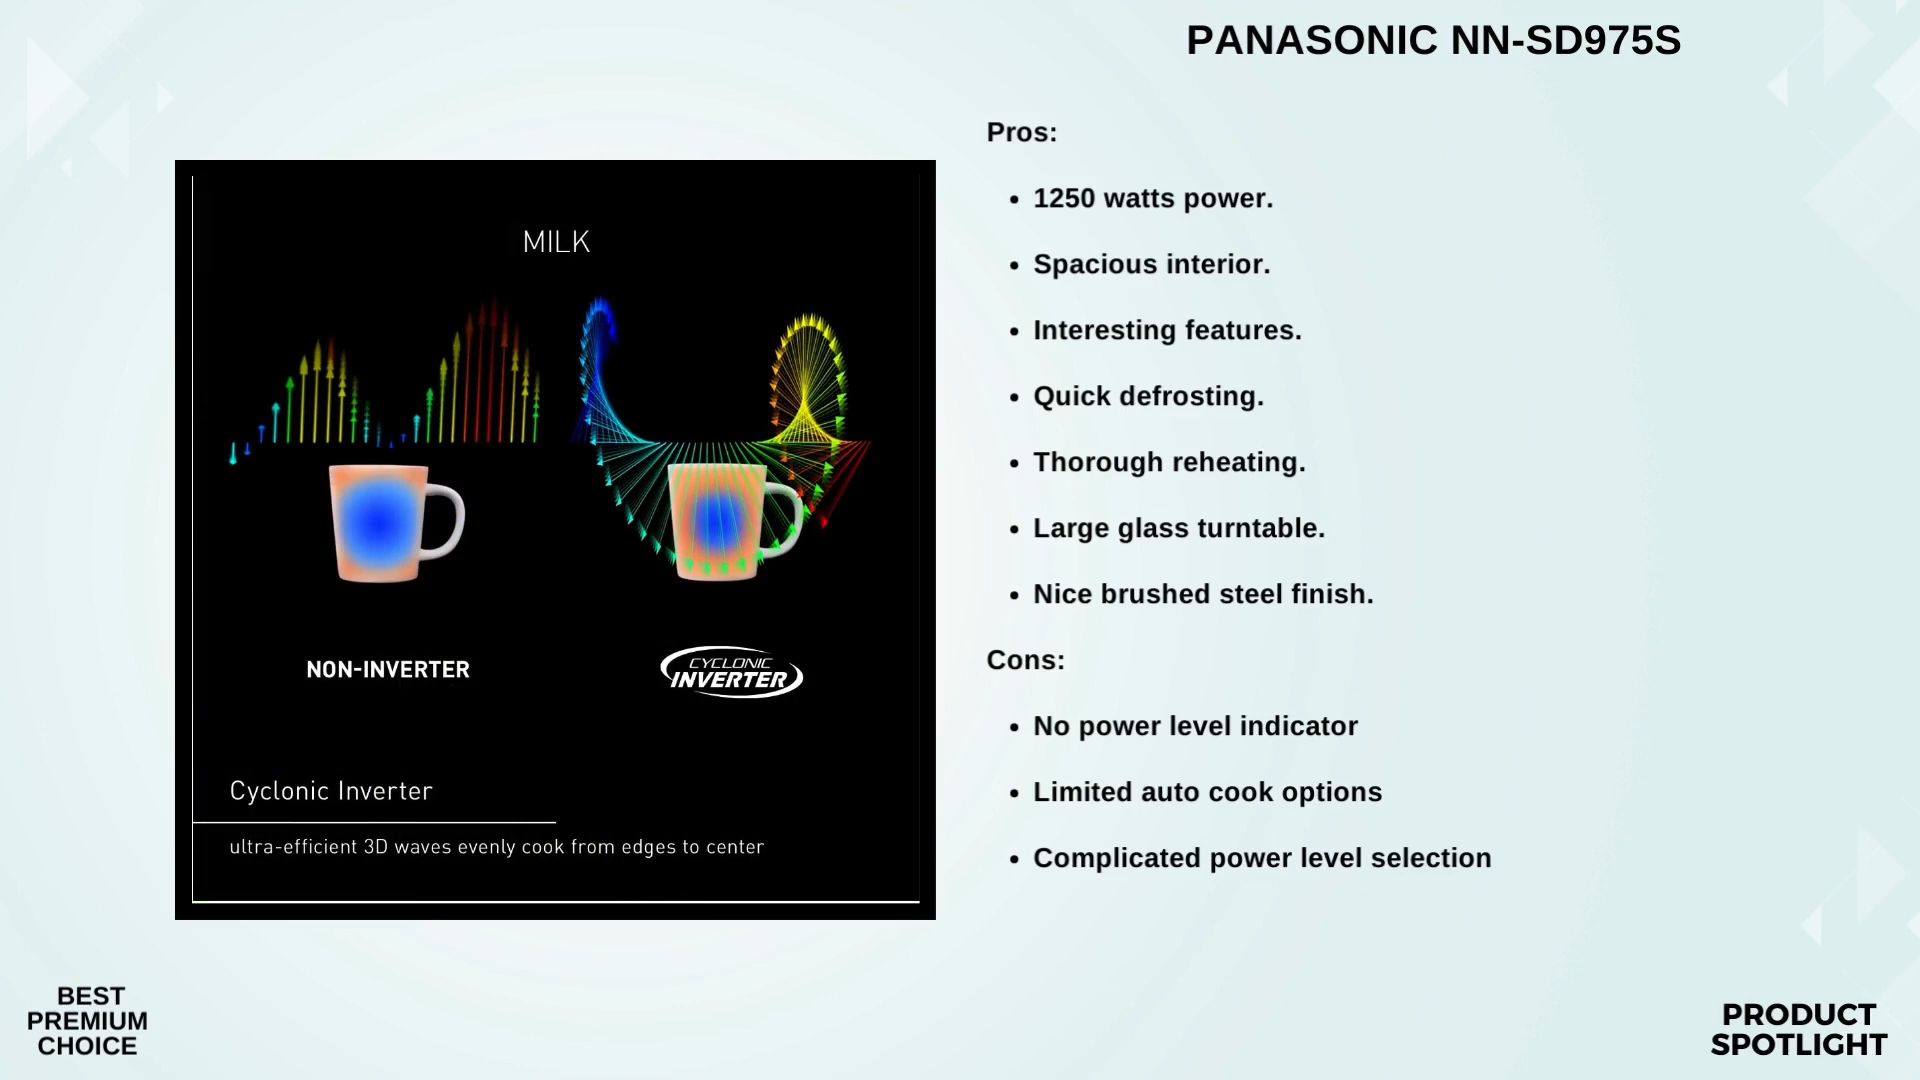 PANASONIC NN-SD975S
MILK
NON-INVERTER
CYCLONIC
INVERTER
Cyclonic Inverter
ultra-efficient 3D waves evenly cook from edges to center
Pros:
• 1250 watts power.
• Spacious interior.
• Interesting features.
• Quick defrosting.
• Thorough reheating.
• Large glass turntable.
• Nice brushed steel finish.
Cons:
• No power level indicator
• Limited auto cook options
• Complicated power level selection
BEST
PREMIUM
CHOICE
PRODUCT
SPOTLIGHT